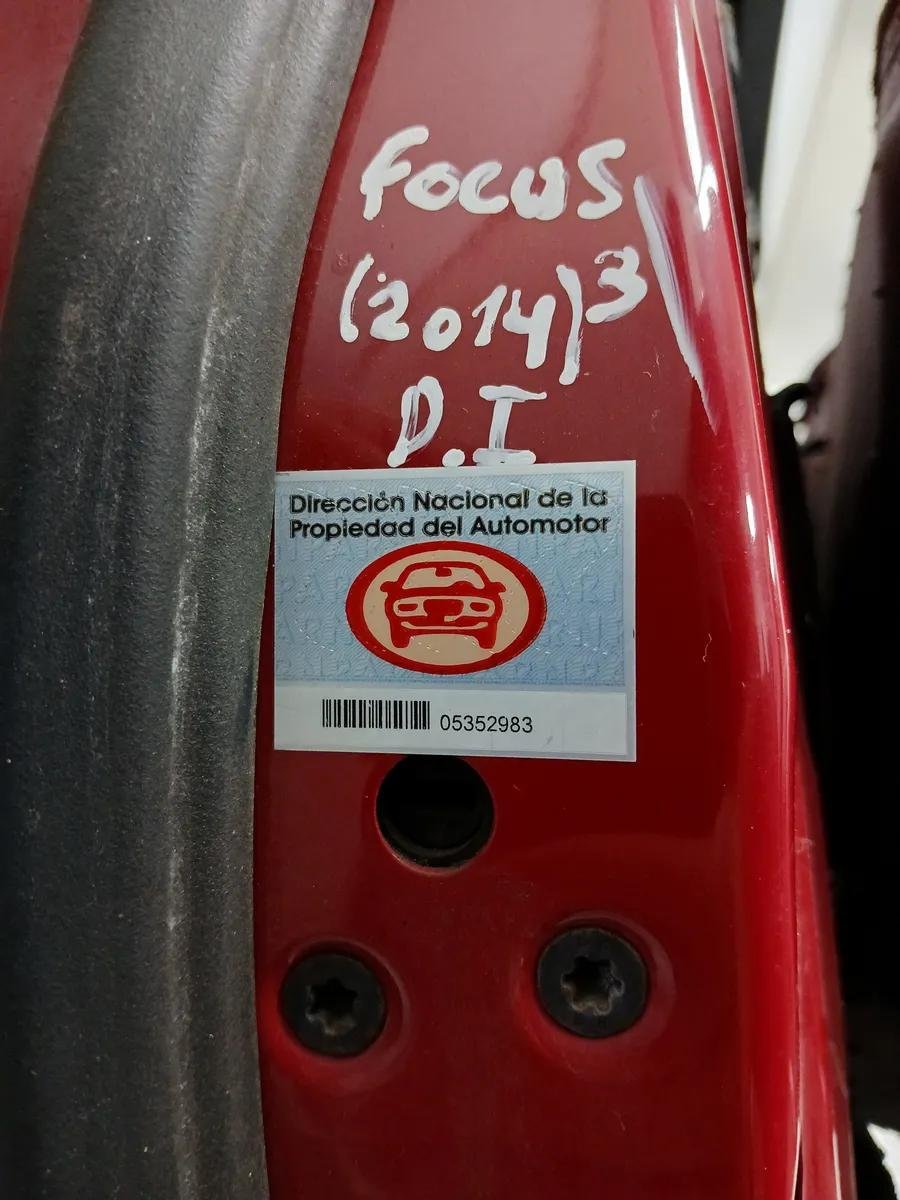 Focus
(2014)3
D.I
Dirección Nacional de la
Propiedad del Automotor
05352983